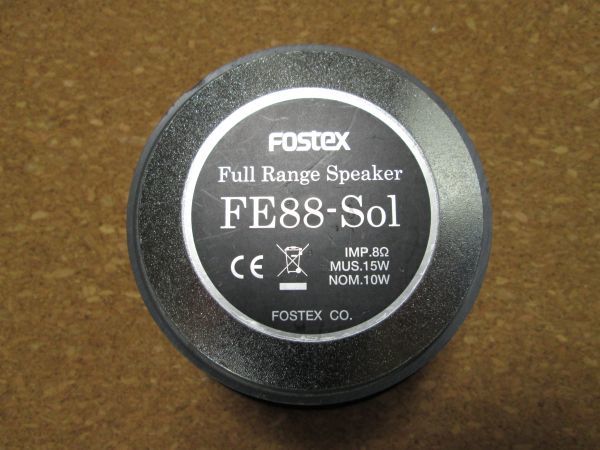 FOSTEX
Full Range Speaker
FE88-Sol
CE
IMP.8Ω
MUS.15W
NOM.10W
FOSTEX CO.